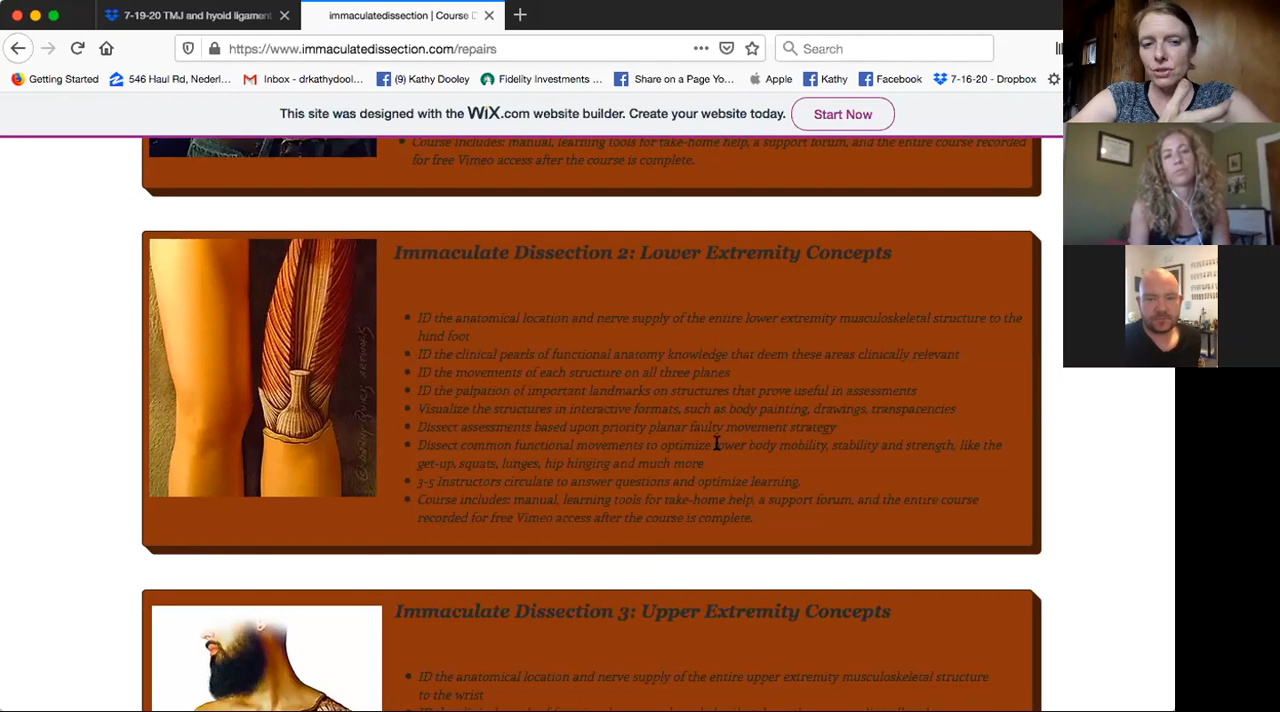 7-19-20 TMJ and hyoid ligament
immaculatedissection | Course D
https://www.immaculatedissection.com/repairs
Search
Getting Started
546 Haul Rd, Nederl...
Inbox - drkathydool...
(9) Kathy Dooley
Fidelity Investments ...
Share on a Page Yo...
Apple
Kathy
Facebook
7-16-20 - Dropbox
This site was designed with the WiX.com website builder. Create your website today.
Start Now
Course includes: manual, learning tools for take-home help, a support forum, and the entire course recorded
for free Vimeo access after the course is complete.
Immaculate Dissection 2: Lower Extremity Concepts
ID the anatomical location and nerve supply of the entire lower extremity musculoskeletal structure to the
hind foot
ID the clinical pearls of functional anatomy knowledge that deem these areas clinically relevant
ID the movements of each structure on all three planes
ID the palpation of important landmarks on structures that prove useful in assessments
Visualize the structures in interactive formats, such as body painting, drawings, transparencies
Dissect assessments based upon priority planar faulty movement strategy
Dissect common functional movements to optimize lower body mobility, stability and strength, like the
get-up, squats, lunges, hip hinging and much more
3-5 instructors circulate to answer questions and optimize learning.
Course includes: manual, learning tools for take-home help, a support forum, and the entire course
recorded for free Vimeo access after the course is complete.
Immaculate Dissection 3: Upper Extremity Concepts
ID the anatomical location and nerve supply of the entire upper extremity musculoskeletal structure
to the wrist